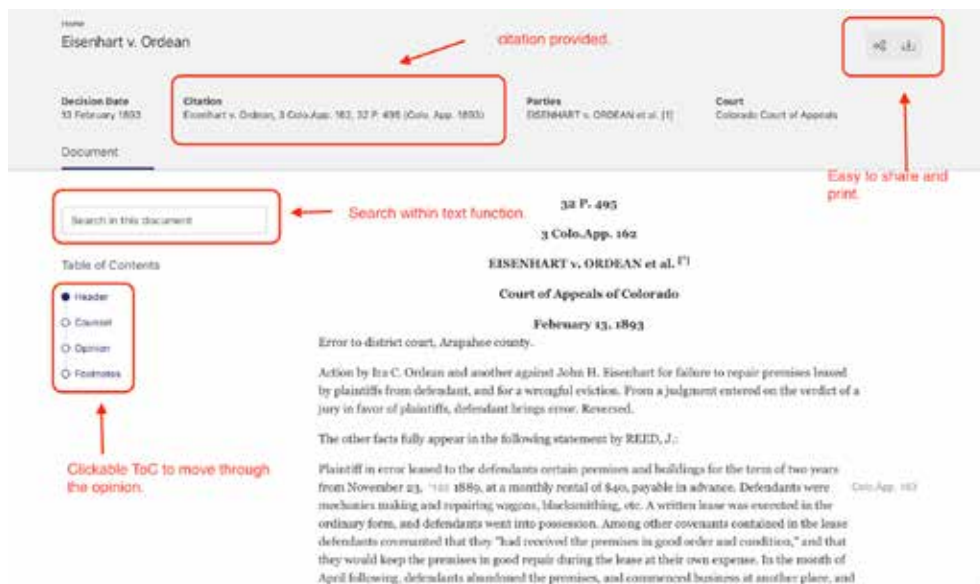 Home
Eisenhart v. Ordean
citation provided.
Decision Date
13 February 1893
Citation
Eisenhart v. Ordean, 3 Colo.App. 162, 32 P. 495 (Colo. App. 1893)
Parties
EISENHART v. ORDEAN et al. [1]
Court
Colorado Court of Appeals
Document
Easy to share and
print.
Search in this document
Search within text function.
Table of Contents
Header
Counsel
Opinion
Footnotes
Clickable ToC to move through
the opinion.
32 P. 495
3 Colo.App. 162
EISENHART v. ORDEAN et al. [*]
Court of Appeals of Colorado
February 13, 1893
Error to district court, Arapahoe county.
Action by Ira C. Ordean and another against John H. Eisenhart for failure to repair premises leased
by plaintiffs from defendant, and for a wrongful eviction. From a judgment entered on the verdict of a
jury in favor of plaintiffs, defendant brings error. Reversed.
The other facts fully appear in the following statement by REED, J.:
Plaintiff in error leased to the defendants certain premises and buildings for the term of two years
from November 23, *163 1889, at a monthly rental of $40, payable in advance. Defendants were
Colo.App. 163
mechanics making and repairing wagons, blacksmithing, etc. A written lease was executed in the
ordinary form, and defendants went into possession. Among other covenants contained in the lease
defendants covenanted that they "had received the premises in good order and condition," and that
they would keep the premises in good repair during the lease at their own expense. In the month of
April following, defendants abandoned the premises, and commenced business at another place, and